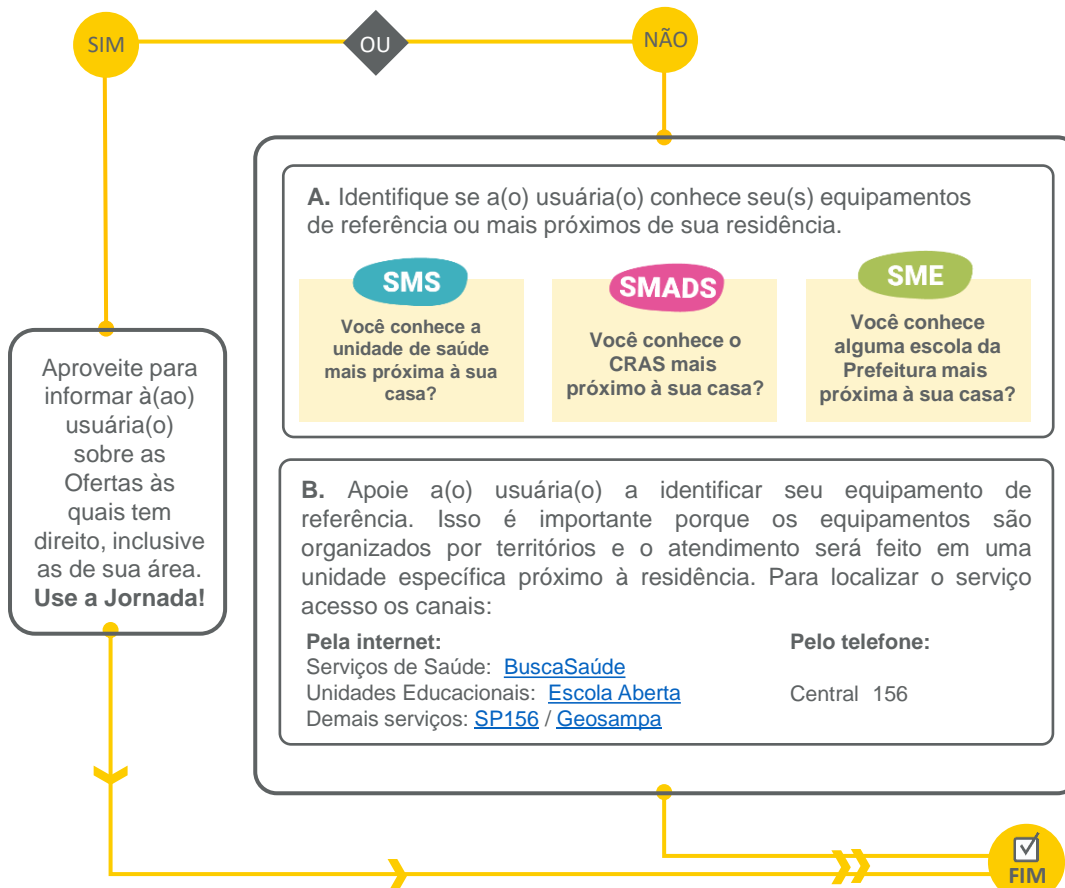 SIM
OU
NÃO
Aproveite para
informar à(ao)
usuária(o)
sobre as
Ofertas às
quais tem
direito, inclusive
as de sua área.
Use a Jornada!
A. Identifique se a(o) usuária(o) conhece seu(s) equipamentos
de referência ou mais próximos de sua residência.
SMS
Você conhece a
unidade de saúde
mais próxima à sua
casa?
SMADS
Você conhece o
CRAS mais
próximo à sua casa?
SME
Você conhece
alguma escola da
Prefeitura mais
próxima à sua casa?
B. Apoie a(o) usuária(o) a identificar seu equipamento de
referência. Isso é importante porque os equipamentos são
organizados por territórios e o atendimento será feito em uma
unidade específica próximo à residência. Para localizar o serviço
acesso os canais:
Pela internet:
Serviços de Saúde: BuscaSaúde
Unidades Educacionais: Escola Aberta
Demais serviços: SP156 / Geosampa
Pelo telefone:
Central 156
FIM